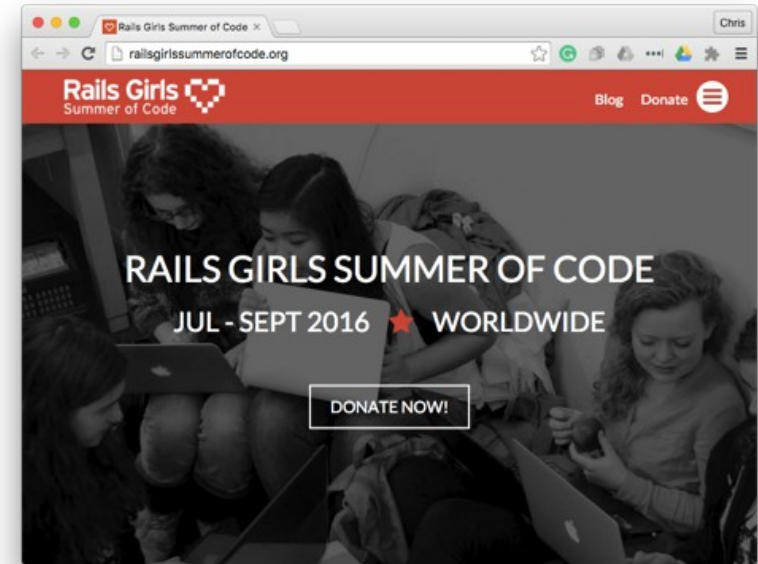 Rails Girls Summer of Code
Chris
railsgirlssummerofcode.org
Rails Girls
Summer of Code
Blog Donate
RAILS GIRLS SUMMER OF CODE
JUL - SEPT 2016 WORLDWIDE
DONATE NOW!